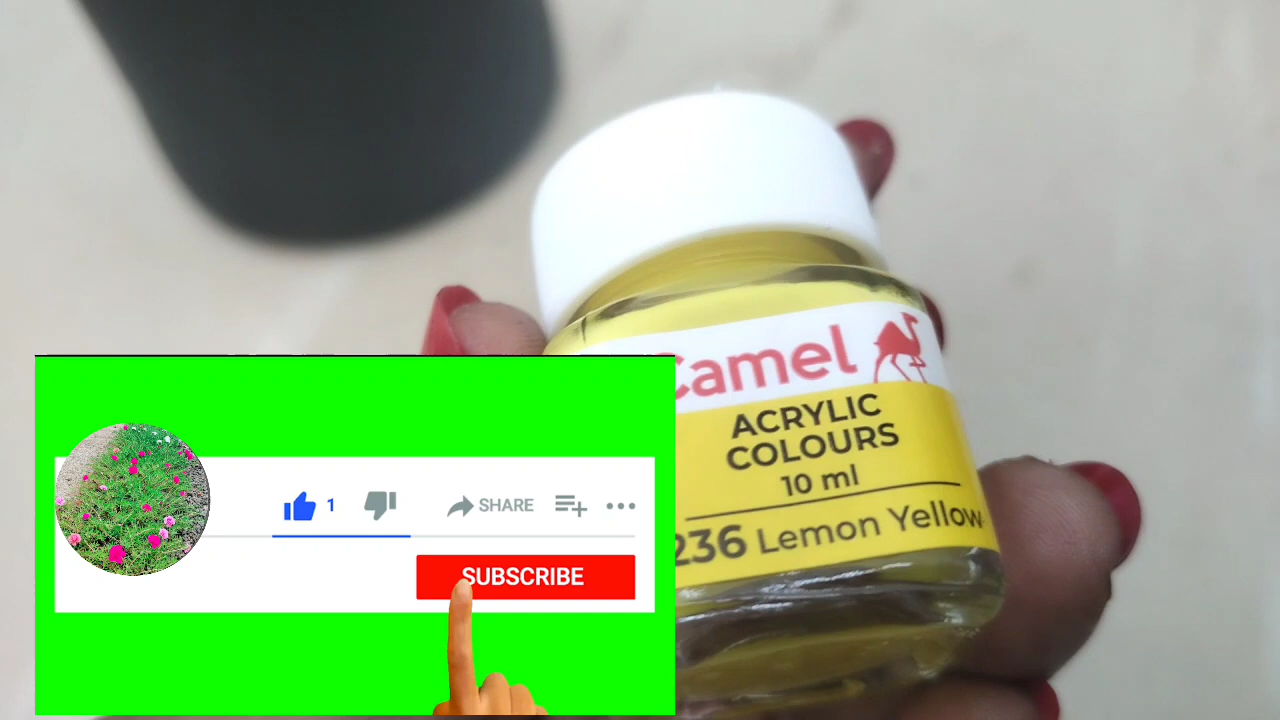 Camel
ACRYLIC
COLOURS
10 ml
236 Lemon Yellow
1
SHARE
SUBSCRIBE